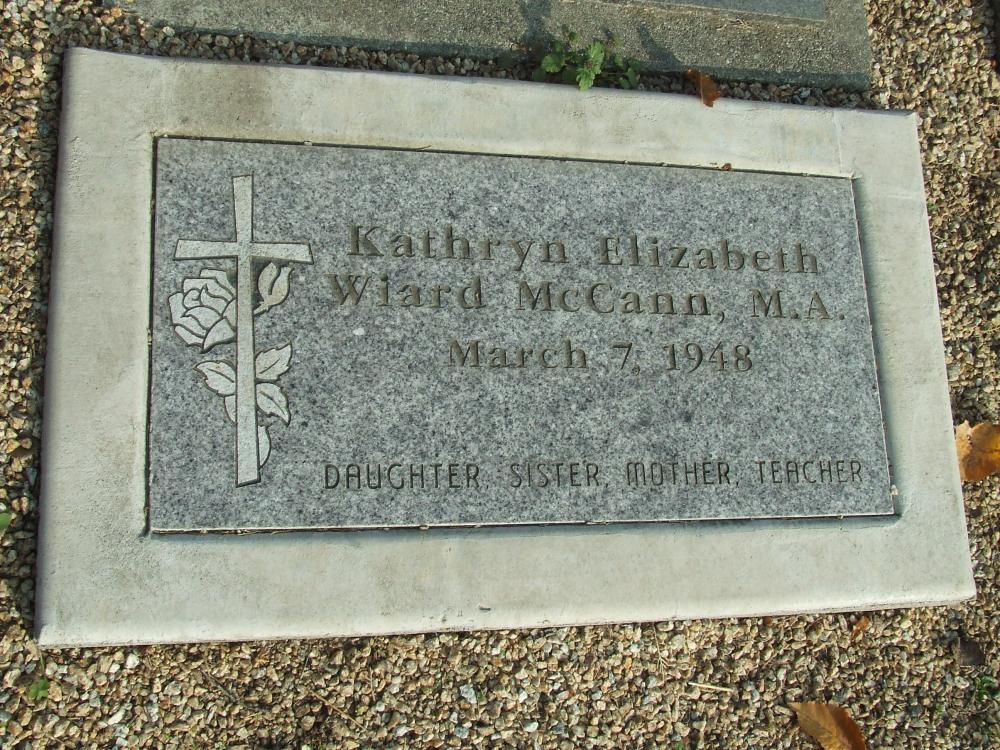 Kathryn Elizabeth
Wiard McCann, M.A.
March 7, 1948
DAUGHTER, SISTER, MOTHER, TEACHER